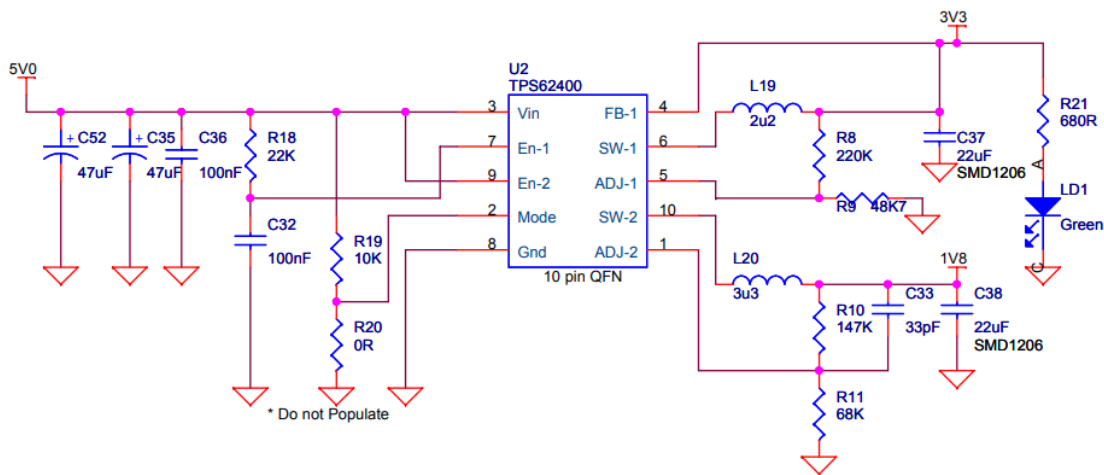 3V3
5V0
U2
TPS62400
C52
47uF
+
C35
47uF
+
C36
100nF
R18
22K
C32
100nF
R19
10K
R20
0R
* Do not Populate
3
7
9
2
8
Vin
En-1
En-2
Mode
Gnd
FB-1
SW-1
ADJ-1
SW-2
ADJ-2
4
6
5
10
1
10 pin QFN
L19
2u2
R8
220K
R9 48K7
C37
22uF
SMD1206
R21
680R
A
LD1
Green
C
L20
3u3
1V8
R10
147K
C33
33pF
C38
22uF
SMD1206
R11
68K